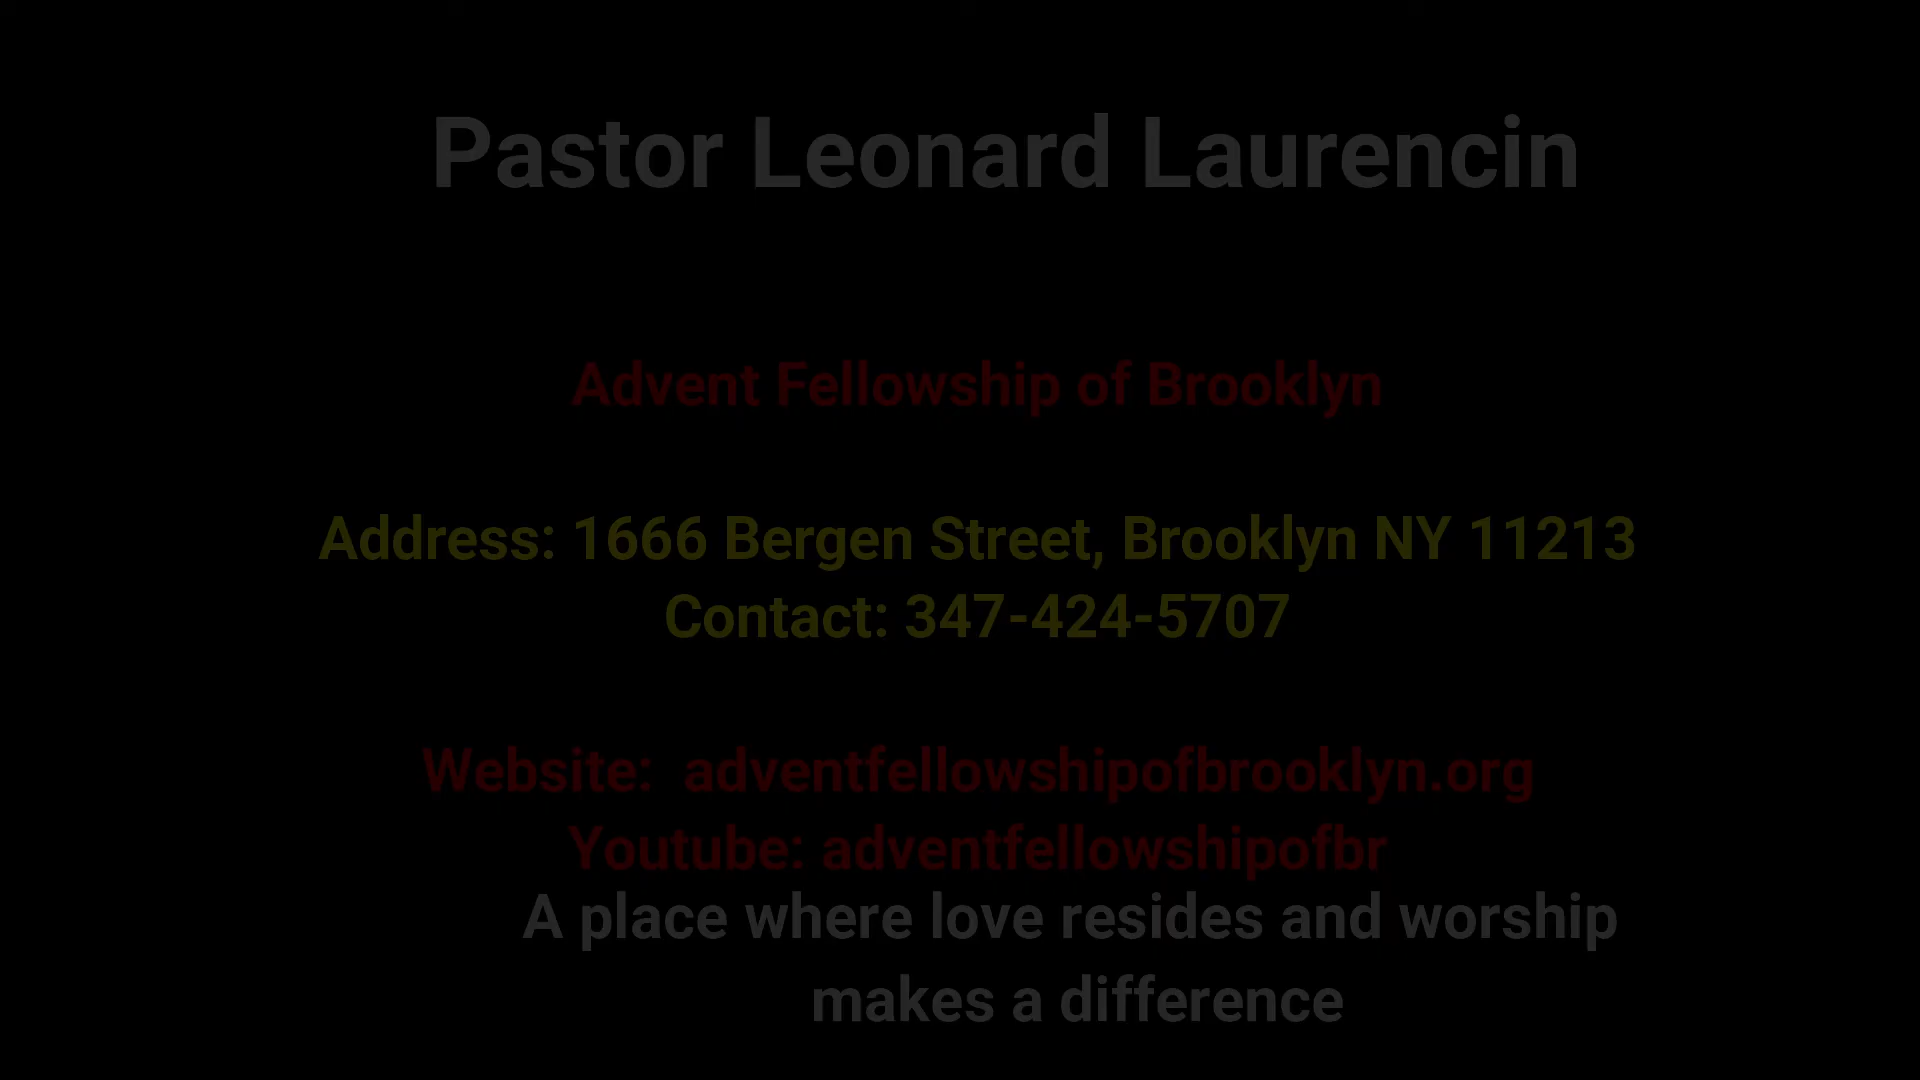 Pastor Leonard Laurencin
Advent Fellowship of Brooklyn
Address: 1666 Bergen Street, Brooklyn NY 11213
Contact: 347-424-5707
Website:  adventfellowshipofbrooklyn.org
Youtube: adventfellowshipofbr
A place where love resides and worship
makes a difference